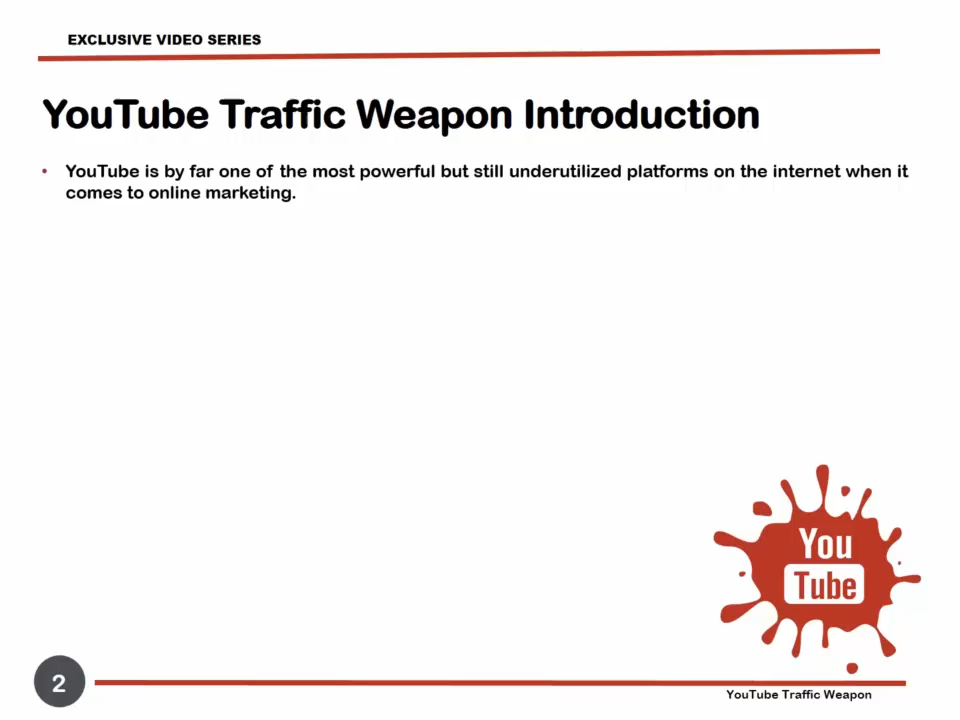 EXCLUSIVE VIDEO SERIES
YouTube Traffic Weapon Introduction
• YouTube is by far one of the most powerful but still underutilized platforms on the internet when it
comes to online marketing.
You
Tube
2
YouTube Traffic Weapon